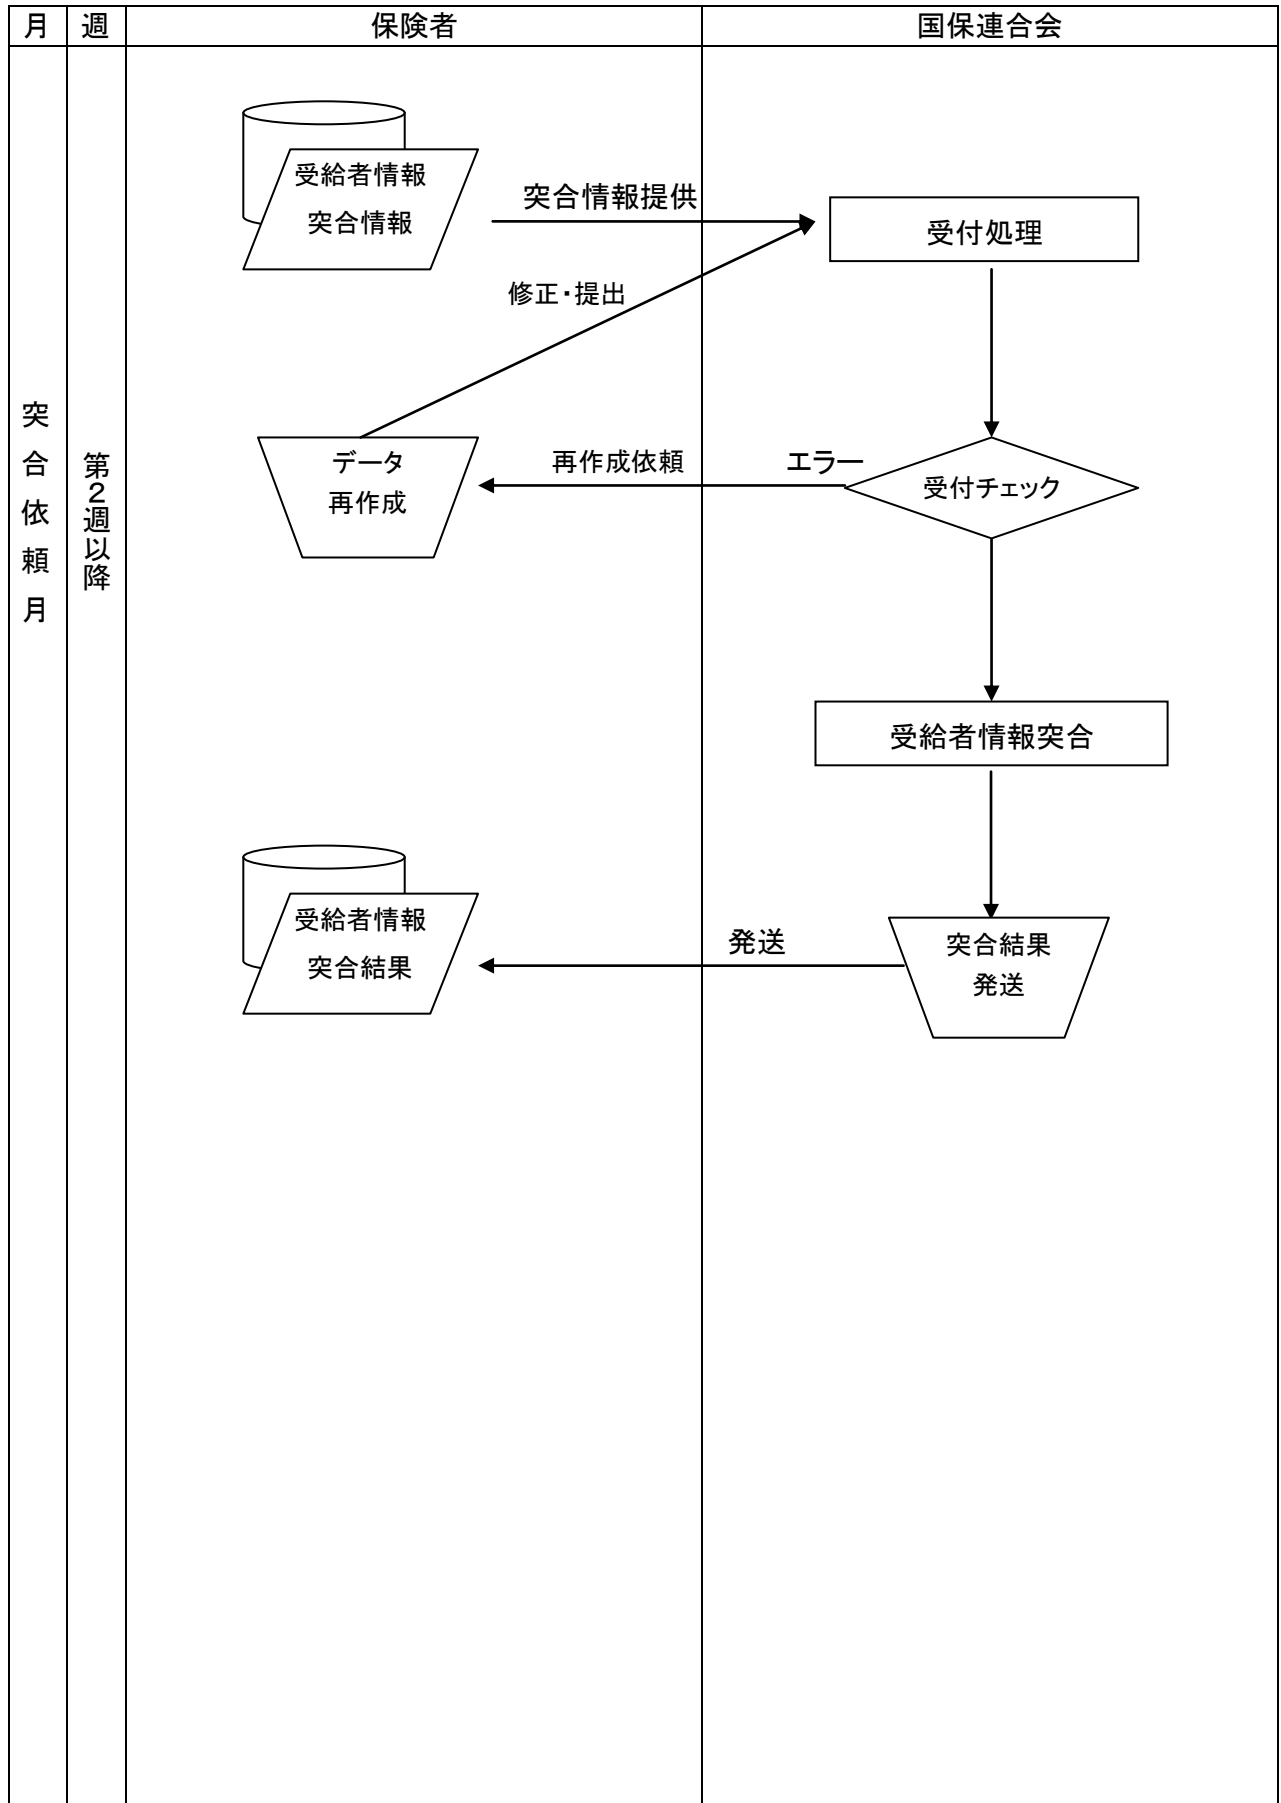 月 週 保険者 国保連合会
受給者情報
突合情報
突合情報提供
受付処理
修正・提出
突合依頼月
第2週以降
データ
再作成
再作成依頼
エラー
受付チェック
受給者情報突合
受給者情報
突合結果
発送
突合結果
発送